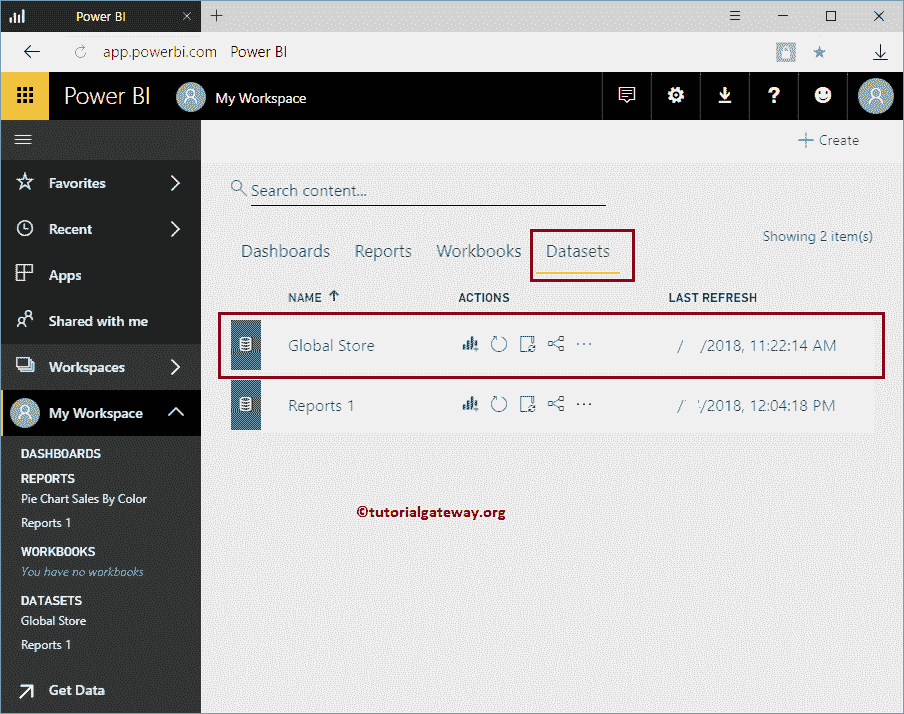 Power BI
app.powerbi.com Power BI
Power BI My Workspace
Create
Favorites
Recent
Apps
Shared with me
Workspaces
My Workspace
DASHBOARDS
REPORTS
Pie Chart Sales By Color
Reports 1
WORKBOOKS
You have no workbooks
DATASETS
Global Store
Reports 1
Get Data
Search content...
Showing 2 item(s)
Dashboards Reports Workbooks Datasets
NAME ACTIONS LAST REFRESH
Global Store / /2018, 11:22:14 AM
Reports 1 / /2018, 12:04:18 PM
©tutorialgateway.org